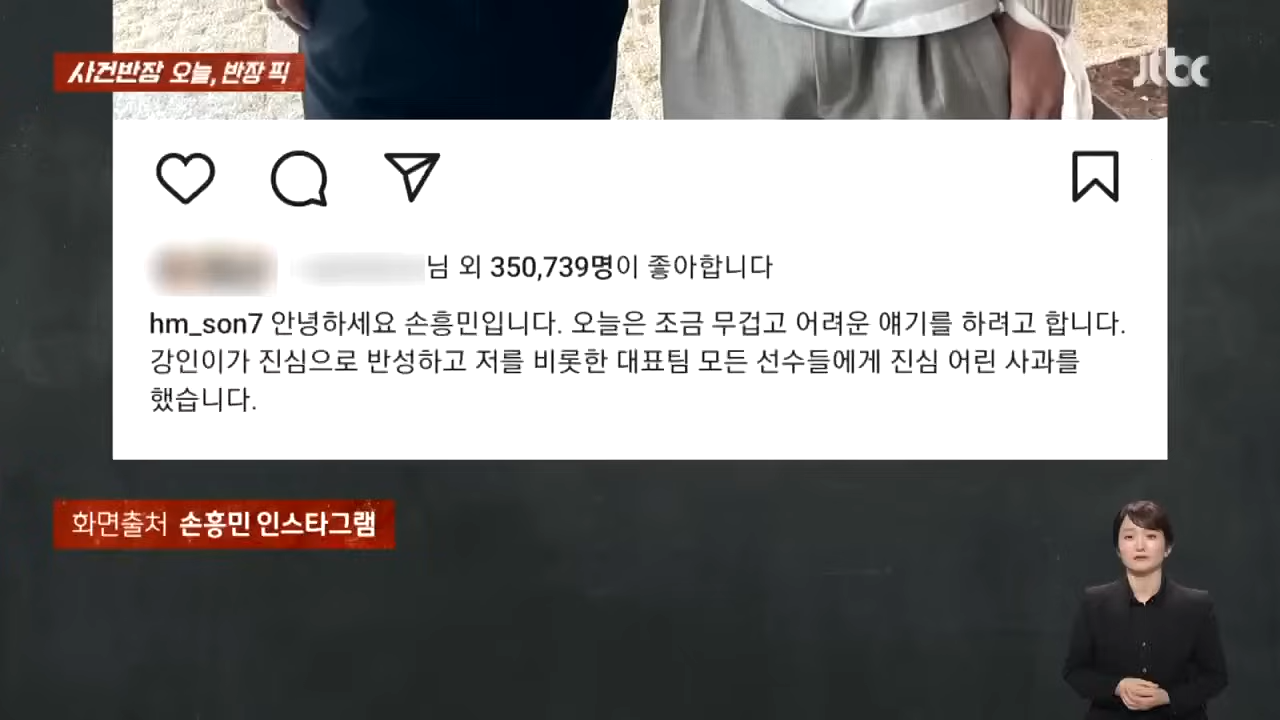 사건반장 오늘, 반장 픽
jtbc
님 외 350,739명이 좋아합니다
hm_son7 안녕하세요 손흥민입니다. 오늘은 조금 무겁고 어려운 얘기를 하려고 합니다.
강인이가 진심으로 반성하고 저를 비롯한 대표팀 모든 선수들에게 진심 어린 사과를
했습니다.
화면출처 손흥민 인스타그램